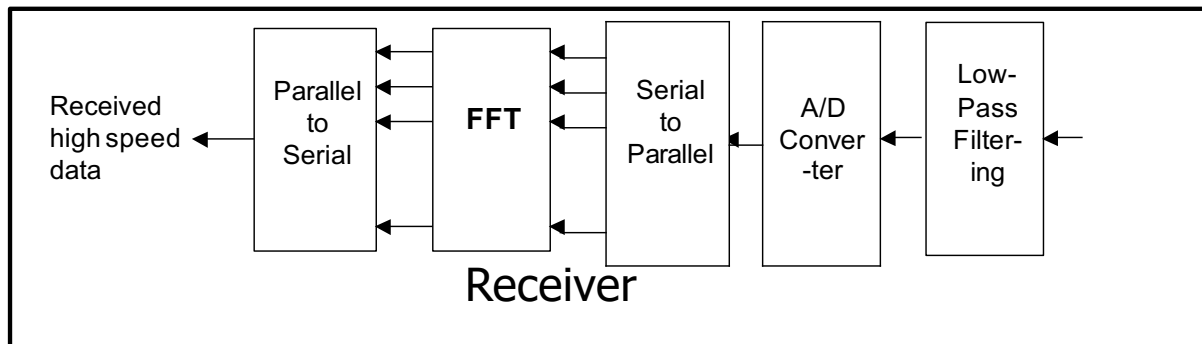 Received
high speed
data
Parallel
to
Serial
FFT
Serial
to
Parallel
A/D
Conver
-ter
Low-
Pass
Filter-
ing
Receiver